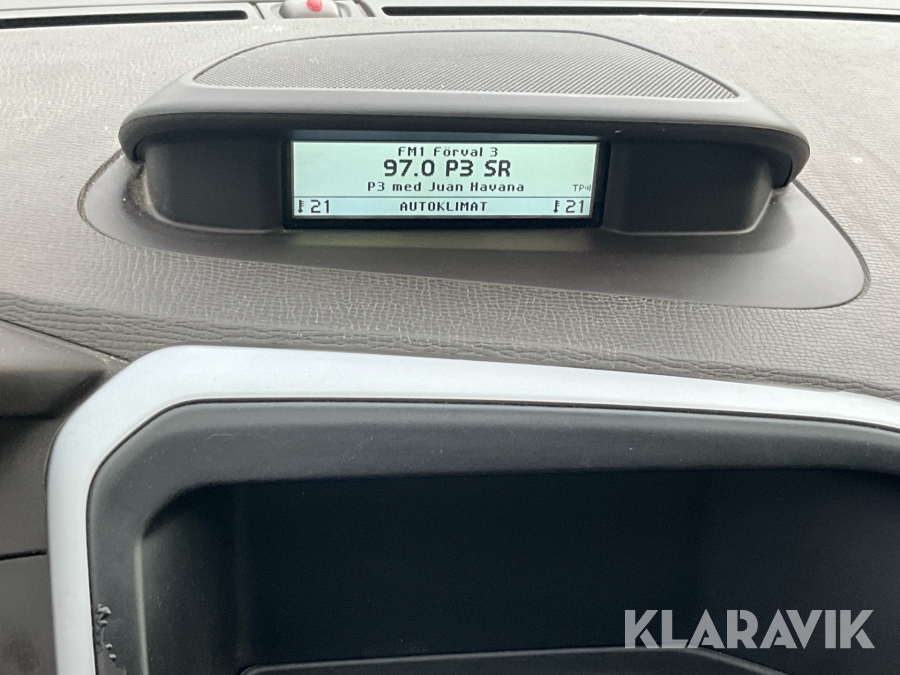 FM1 Förval 3
97.0 P3 SR
P3 med Juan Havana
TP
21 AUTOKLIMAT 21
KLARAVIK